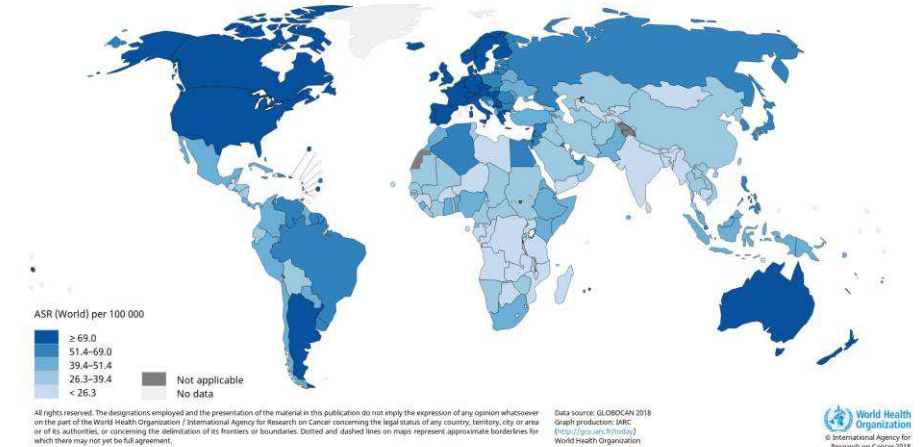 ASR (World) per 100 000
≥ 69.0
51.4–69.0
39.4–51.4
26.3–39.4
< 26.3
Not applicable
No data
All rights reserved. The designations employed and the presentation of the material in this publication do not imply the expression of any opinion whatsoever
on the part of the World Health Organization / International Agency for Research on Cancer concerning the legal status of any country, territory, city or area
or of its authorities, or concerning the delimitation of its frontiers or boundaries. Dotted and dashed lines on maps represent approximate borderlines for
which there may not yet be full agreement.
Data source: GLOBOCAN 2018
Graph production: IARC
(http://gco.iarc.fr/today)
World Health Organization
World Health
Organization
© International Agency for
Research on Cancer 2018